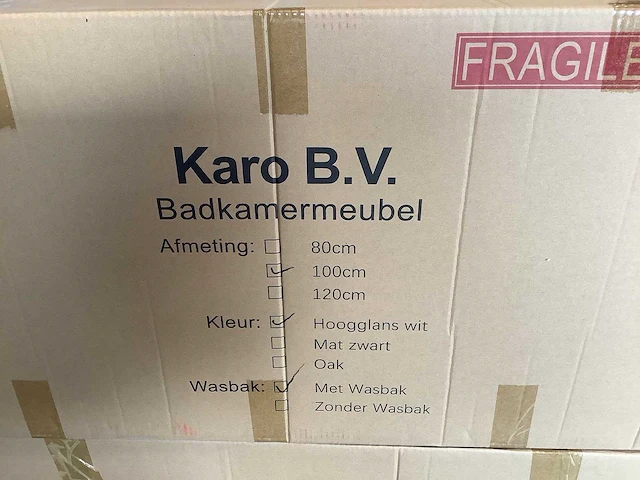 FRAGILE
Karo B.V.
Badkamermeubel
Afmeting: ☐ 80cm
☑ 100cm
☐ 120cm
Kleur: ☑ Hoogglans wit
☐ Mat zwart
☐ Oak
Wasbak: ☑ Met Wasbak
☐ Zonder Wasbak